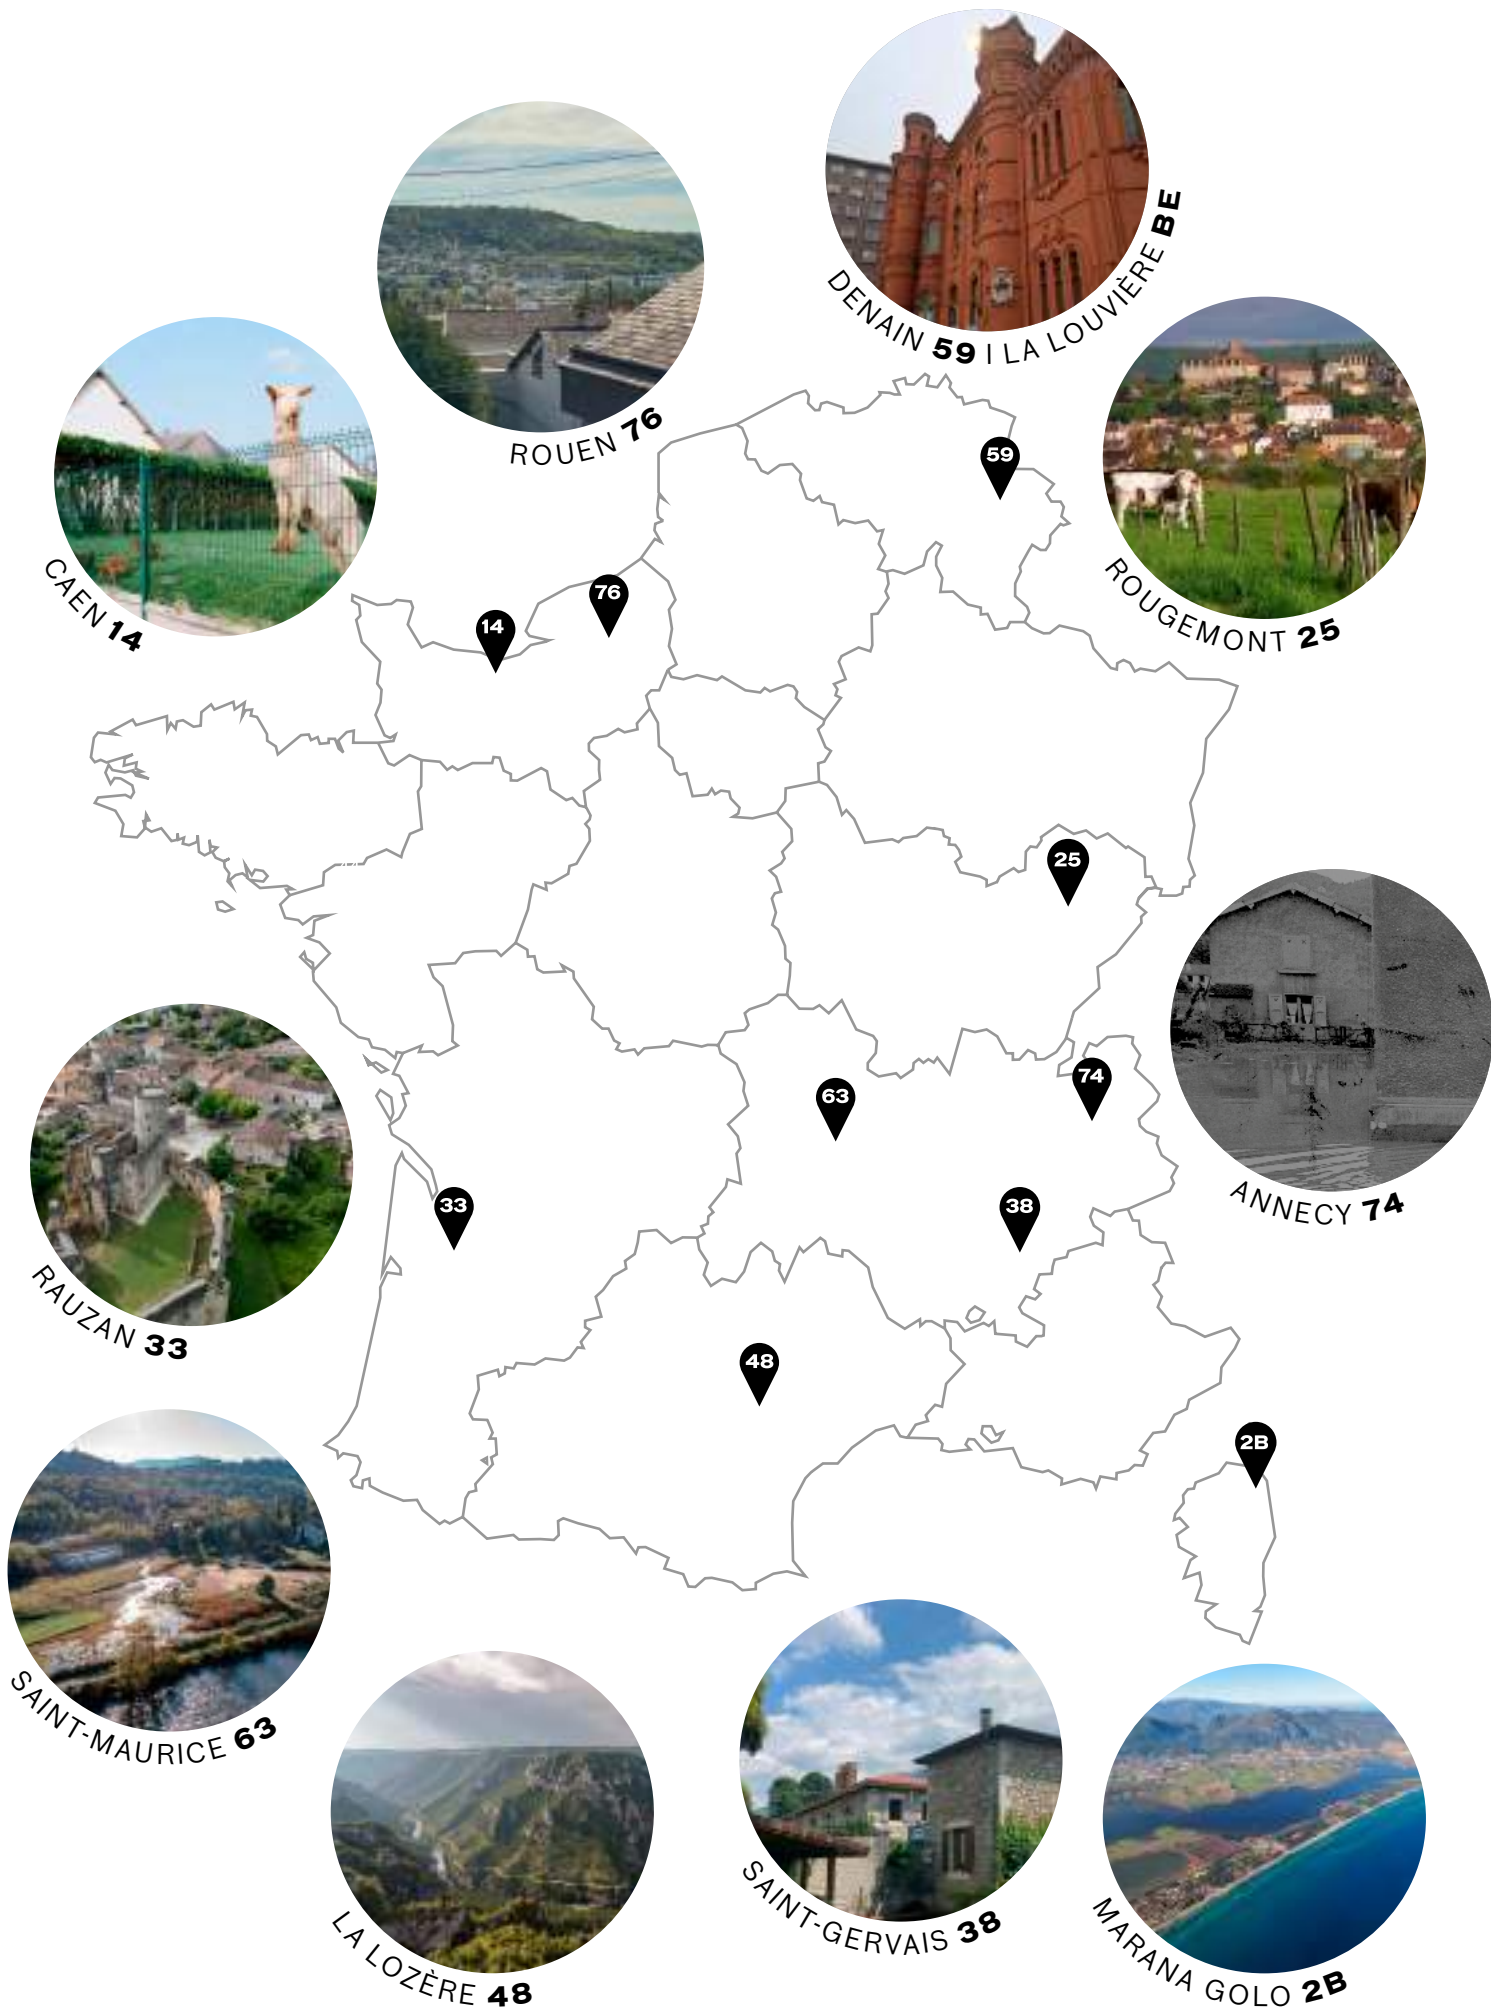 DENAIN 59 | LA LOUVIÈRE BE
ROUEN 76
CAEN 14
ROUGEMONT 25
59
76
14
25
74
63
33
38
48
2B
ANNECY 74
RAUZAN 33
SAINT-MAURICE 63
LA LOZÈRE 48
SAINT-GERVAIS 38
MARANA GOLO 2B